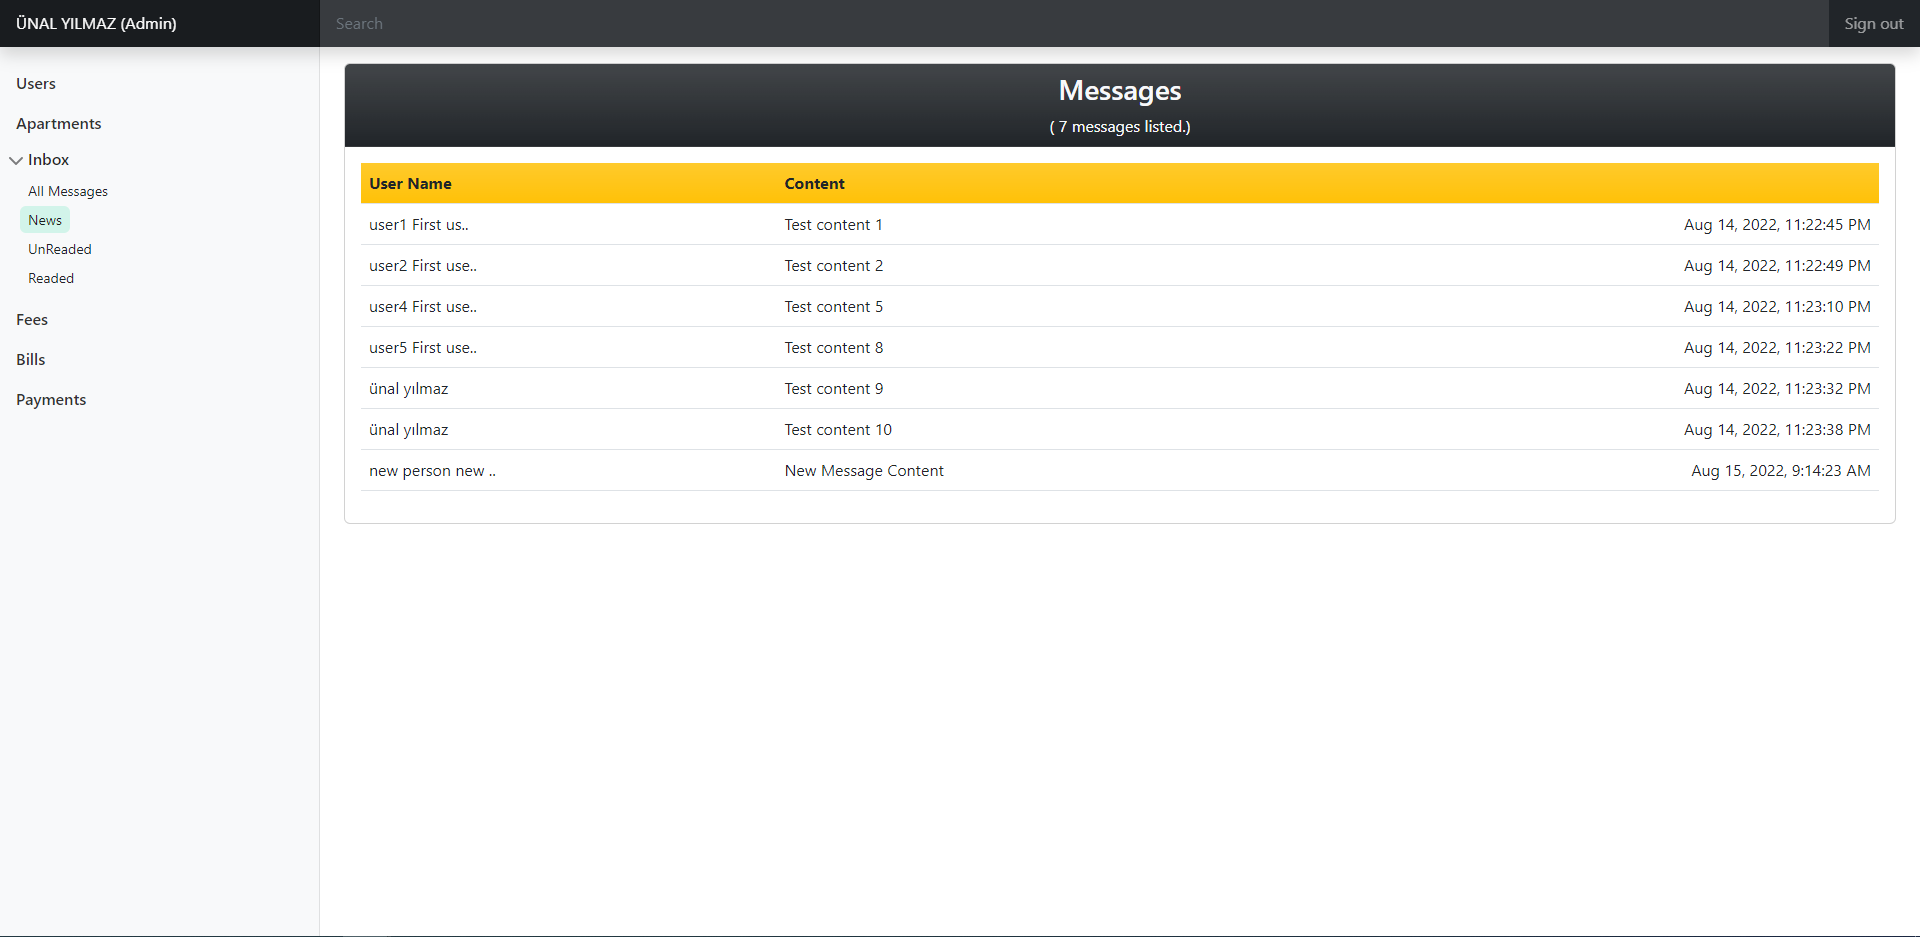 ÜNAL YILMAZ (Admin)
Search
Sign out
Users
Apartments
Inbox
All Messages
News
UnReaded
Readed
Fees
Bills
Payments
Messages
( 7 messages listed.)
User Name Content
user1 First us.. Test content 1 Aug 14, 2022, 11:22:45 PM
user2 First use.. Test content 2 Aug 14, 2022, 11:22:49 PM
user4 First use.. Test content 5 Aug 14, 2022, 11:23:10 PM
user5 First use.. Test content 8 Aug 14, 2022, 11:23:22 PM
ünal yılmaz Test content 9 Aug 14, 2022, 11:23:32 PM
ünal yılmaz Test content 10 Aug 14, 2022, 11:23:38 PM
new person new .. New Message Content Aug 15, 2022, 9:14:23 AM